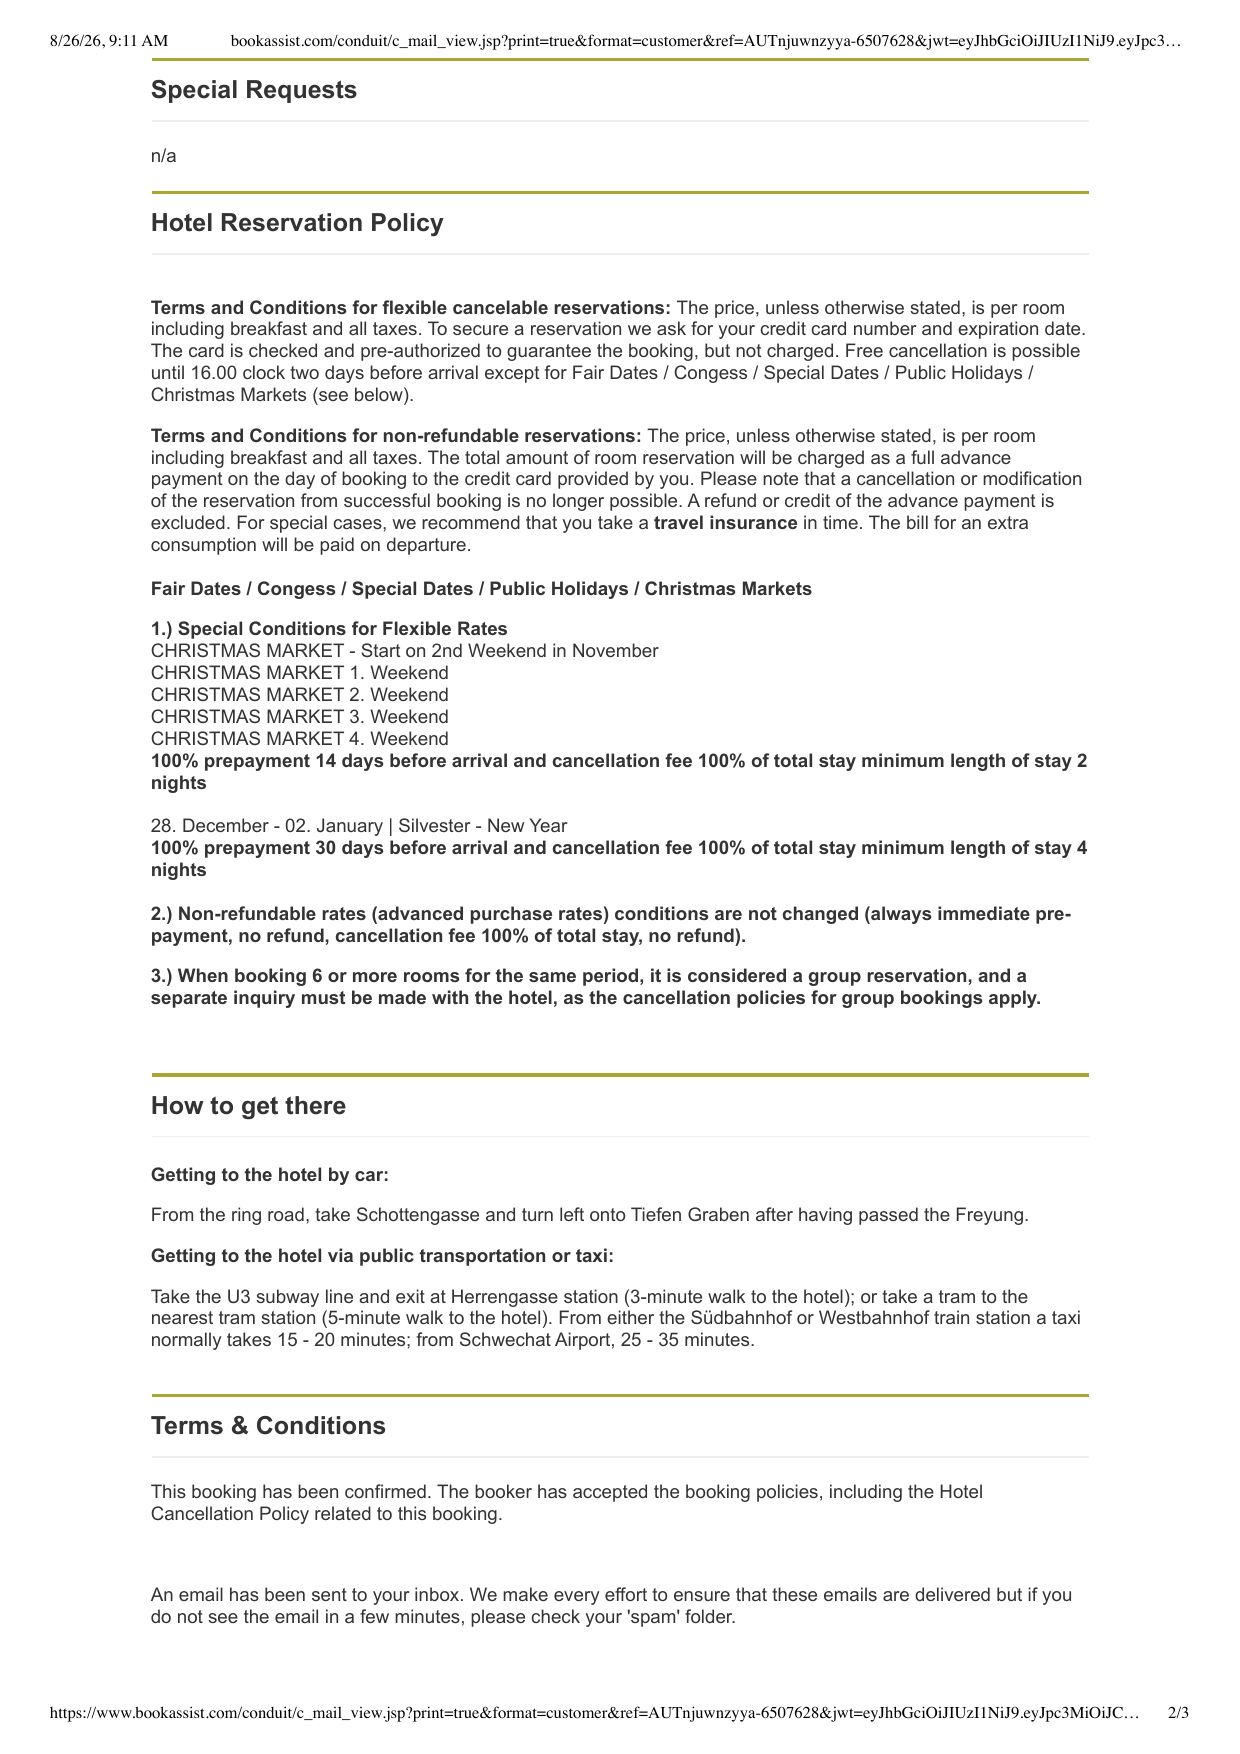 8/26/26, 9:11 AM bookassist.com/conduit/c_mail_view.jsp?print=true&format=customer&ref=AUTnjuwnzyya-6507628&jwt=eyJhbGciOiJIUzI1NiJ9.eyJpc3…
Special Requests
n/a
Hotel Reservation Policy
Terms and Conditions for flexible cancelable reservations: The price, unless otherwise stated, is per room
including breakfast and all taxes. To secure a reservation we ask for your credit card number and expiration date.
The card is checked and pre-authorized to guarantee the booking, but not charged. Free cancellation is possible
until 16.00 clock two days before arrival except for Fair Dates / Congess / Special Dates / Public Holidays /
Christmas Markets (see below).
Terms and Conditions for non-refundable reservations: The price, unless otherwise stated, is per room
including breakfast and all taxes. The total amount of room reservation will be charged as a full advance
payment on the day of booking to the credit card provided by you. Please note that a cancellation or modification
of the reservation from successful booking is no longer possible. A refund or credit of the advance payment is
excluded. For special cases, we recommend that you take a travel insurance in time. The bill for an extra
consumption will be paid on departure.
Fair Dates / Congess / Special Dates / Public Holidays / Christmas Markets
1.) Special Conditions for Flexible Rates
CHRISTMAS MARKET - Start on 2nd Weekend in November
CHRISTMAS MARKET 1. Weekend
CHRISTMAS MARKET 2. Weekend
CHRISTMAS MARKET 3. Weekend
CHRISTMAS MARKET 4. Weekend
100% prepayment 14 days before arrival and cancellation fee 100% of total stay minimum length of stay 2
nights
28. December - 02. January | Silvester - New Year
100% prepayment 30 days before arrival and cancellation fee 100% of total stay minimum length of stay 4
nights
2.) Non-refundable rates (advanced purchase rates) conditions are not changed (always immediate pre-
payment, no refund, cancellation fee 100% of total stay, no refund).
3.) When booking 6 or more rooms for the same period, it is considered a group reservation, and a
separate inquiry must be made with the hotel, as the cancellation policies for group bookings apply.
How to get there
Getting to the hotel by car:
From the ring road, take Schottengasse and turn left onto Tiefen Graben after having passed the Freyung.
Getting to the hotel via public transportation or taxi:
Take the U3 subway line and exit at Herrengasse station (3-minute walk to the hotel); or take a tram to the
nearest tram station (5-minute walk to the hotel). From either the Südbahnhof or Westbahnhof train station a taxi
normally takes 15 - 20 minutes; from Schwechat Airport, 25 - 35 minutes.
Terms & Conditions
This booking has been confirmed. The booker has accepted the booking policies, including the Hotel
Cancellation Policy related to this booking.
An email has been sent to your inbox. We make every effort to ensure that these emails are delivered but if you
do not see the email in a few minutes, please check your 'spam' folder.
https://www.bookassist.com/conduit/c_mail_view.jsp?print=true&format=customer&ref=AUTnjuwnzyya-6507628&jwt=eyJhbGciOiJIUzI1NiJ9.eyJpc3MiOiJC… 2/3